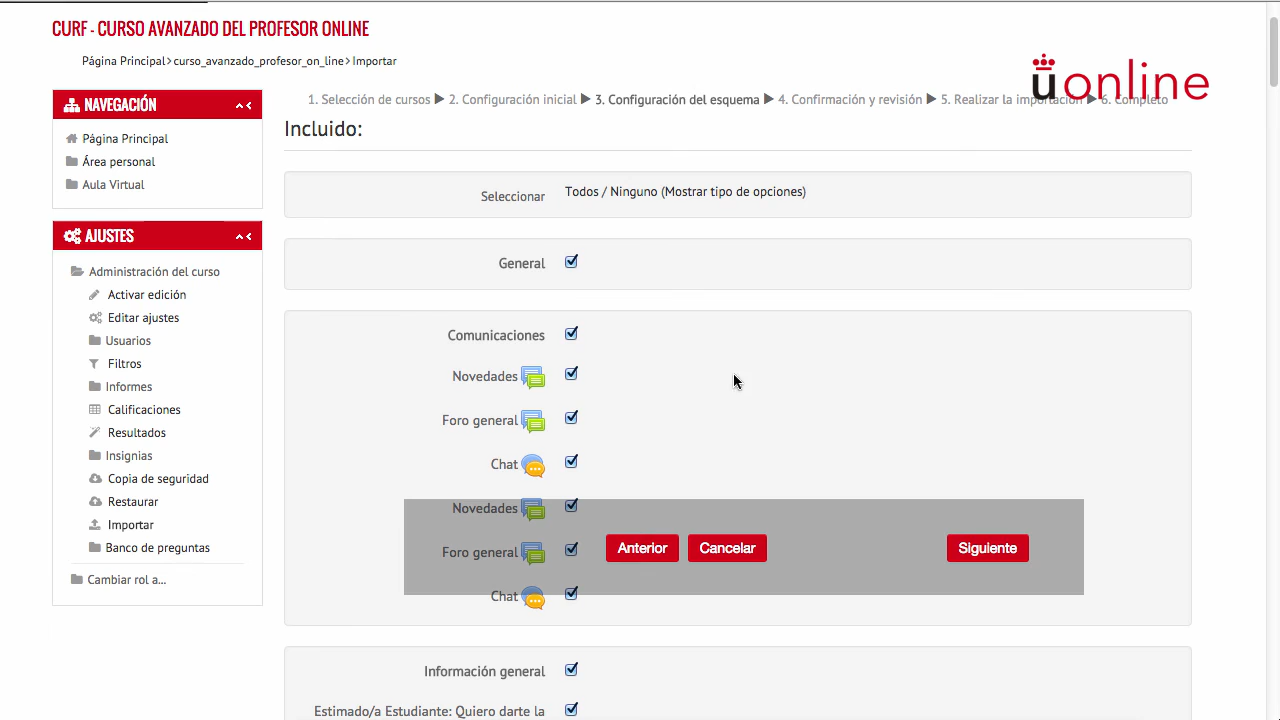 CURF - CURSO AVANZADO DEL PROFESOR ONLINE
Página Principal › curso_avanzado_profesor_on_line › Importar
üonline
NAVEGACIÓN
Página Principal
Área personal
Aula Virtual
AJUSTES
Administración del curso
Activar edición
Editar ajustes
Usuarios
Filtros
Informes
Calificaciones
Resultados
Insignias
Copia de seguridad
Restaurar
Importar
Banco de preguntas
Cambiar rol a...
1. Selección de cursos ► 2. Configuración inicial ► 3. Configuración del esquema ► 4. Confirmación y revisión ► 5. Realizar la importación ► 6. Completo
Incluido:
Seleccionar Todos / Ninguno (Mostrar tipo de opciones)
General
Comunicaciones
Novedades
Foro general
Chat
Novedades
Foro general
Anterior Cancelar Siguiente
Chat
Información general
Estimado/a Estudiante: Quiero darte la